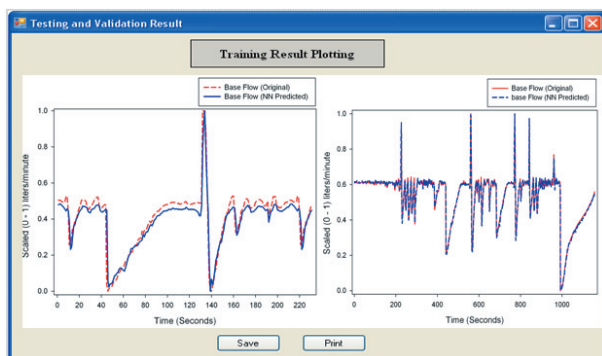 Testing and Validation Result
Training Result Plotting
Base Flow (Original)
Base Flow (NN Predicted)
1.0
0.8
0.6
0.4
0.2
0.0
Scaled (0 - 1) liters/minute
0 20 40 60 80 100 120 140 160 180 200 220
Time (Seconds)
Base Flow (Original)
base Flow (NN Predicted)
1.0
0.8
0.6
0.4
0.2
0.0
Scaled (0 - 1) liters/minute
0 200 400 600 800 1000
Time (Seconds)
Save Print